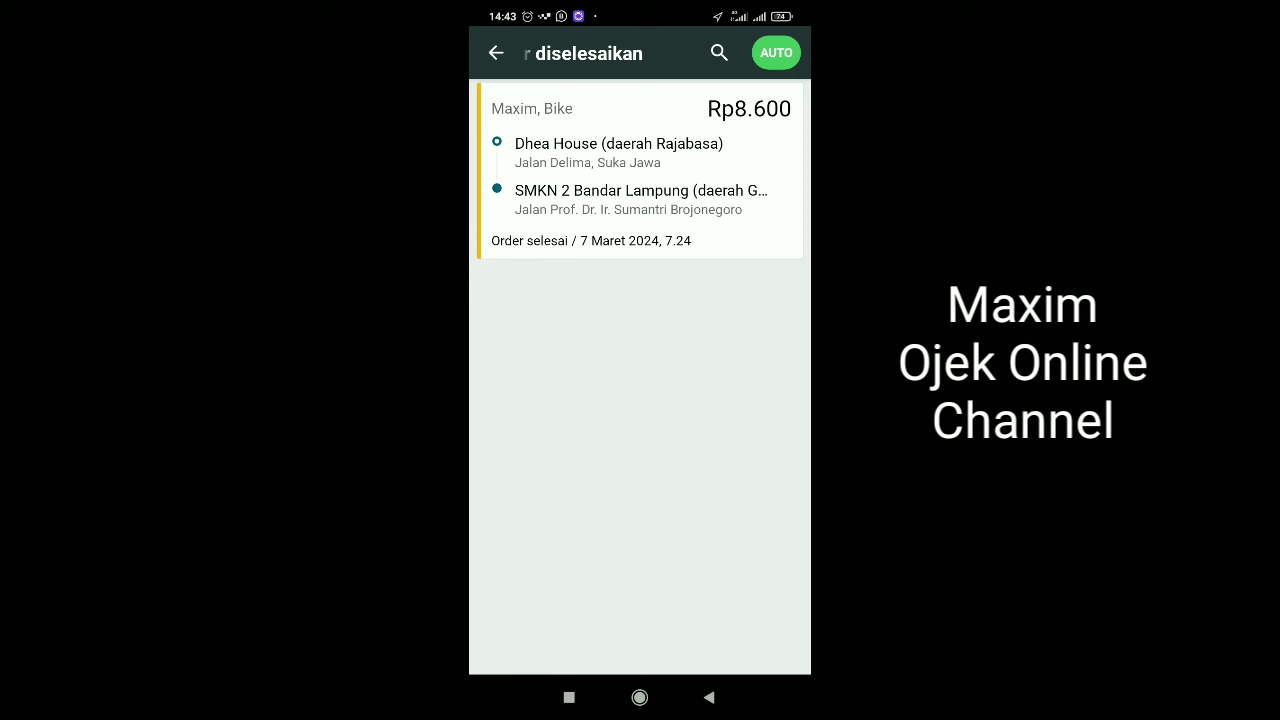 14:43
4G
74
r diselesaikan
AUTO
Maxim, Bike
Rp8.600
Dhea House (daerah Rajabasa)
Jalan Delima, Suka Jawa
SMKN 2 Bandar Lampung (daerah G...
Jalan Prof. Dr. Ir. Sumantri Brojonegoro
Order selesai / 7 Maret 2024, 7.24
Maxim
Ojek Online
Channel